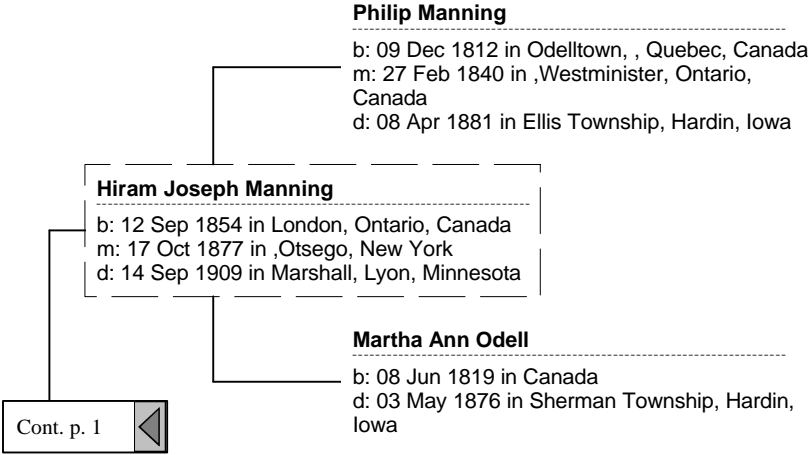 Philip Manning
b: 09 Dec 1812 in Odelltown, , Quebec, Canada
m: 27 Feb 1840 in ,Westminister, Ontario,
Canada
d: 08 Apr 1881 in Ellis Township, Hardin, Iowa
Hiram Joseph Manning
b: 12 Sep 1854 in London, Ontario, Canada
m: 17 Oct 1877 in ,Otsego, New York
d: 14 Sep 1909 in Marshall, Lyon, Minnesota
Martha Ann Odell
b: 08 Jun 1819 in Canada
d: 03 May 1876 in Sherman Township, Hardin,
Iowa
Cont. p. 1